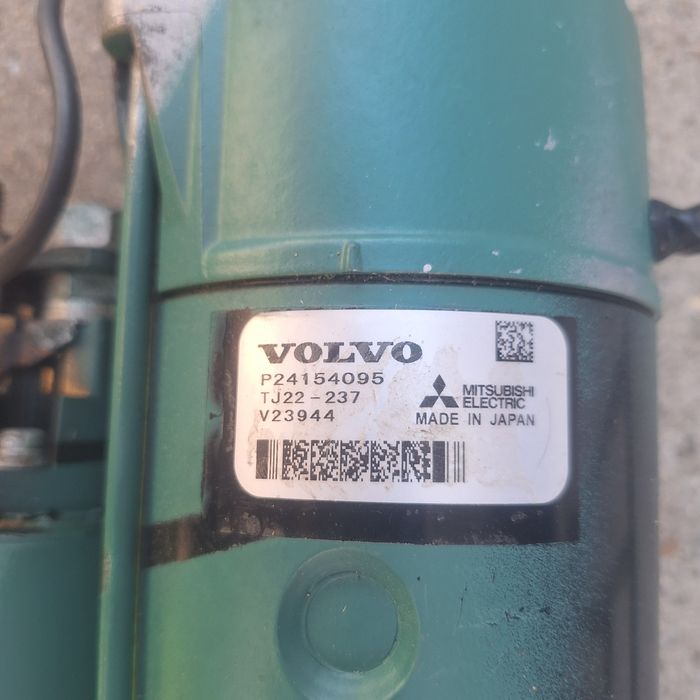 VOLVO
P24154095
TJ22-237
V23944
MITSUBISHI
ELECTRIC
MADE IN JAPAN